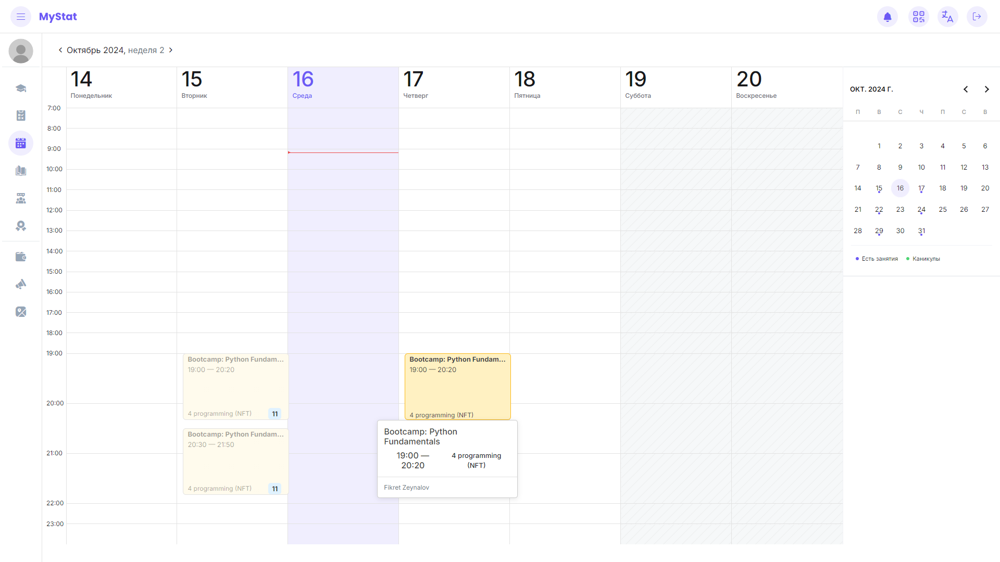 MyStat
Октябрь 2024, неделя 2
14
Понедельник
15
Вторник
16
Среда
17
Четверг
18
Пятница
19
Суббота
20
Воскресенье
7:00
8:00
9:00
10:00
11:00
12:00
13:00
14:00
15:00
16:00
17:00
18:00
19:00
20:00
21:00
22:00
23:00
Bootcamp: Python Fundam...
19:00 — 20:20
4 programming (NFT)
11
Bootcamp: Python Fundam...
20:30 — 21:50
4 programming (NFT)
11
Bootcamp: Python Fundam...
19:00 — 20:20
4 programming (NFT)
Bootcamp: Python
Fundamentals
19:00 —
20:20
4 programming
(NFT)
Fikret Zeynalov
ОКТ. 2024 Г.
П В С Ч П С В
1 2 3 4 5 6
7 8 9 10 11 12 13
14 15 16 17 18 19 20
21 22 23 24 25 26 27
28 29 30 31
Есть занятия Каникулы